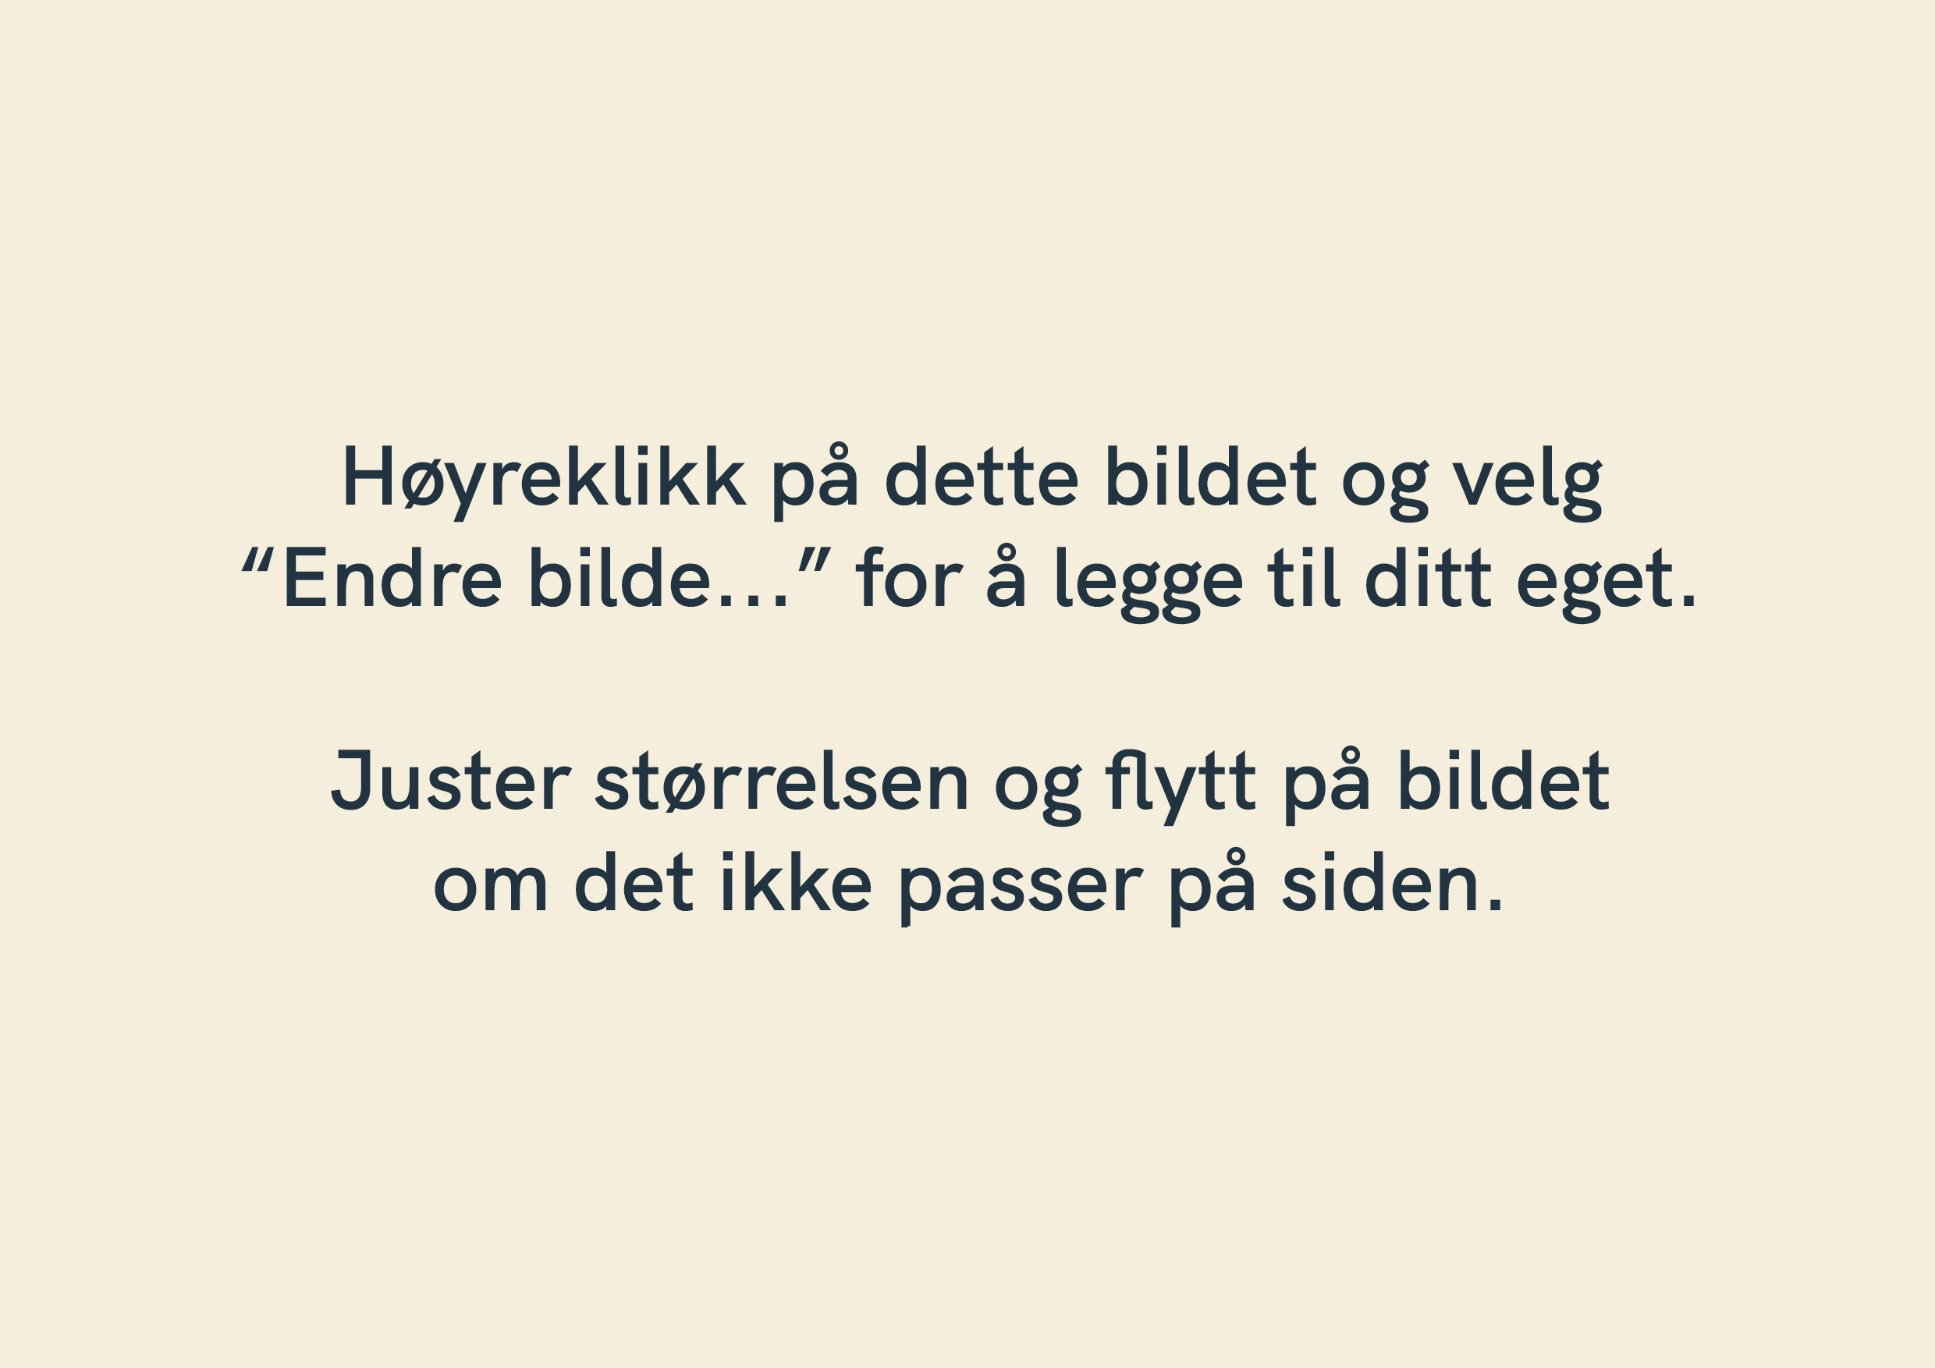 Høyreklikk på dette bildet og velg
“Endre bilde...” for å legge til ditt eget.
Juster størrelsen og flytt på bildet
om det ikke passer på siden.